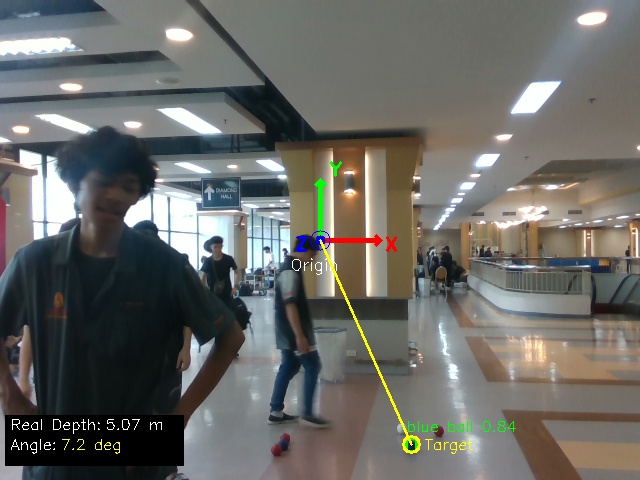 DIAMOND
HALL
Y
Z
X
Origin
blue ball 0.84
Target
Real Depth: 5.07 m
Angle: 7.2 deg